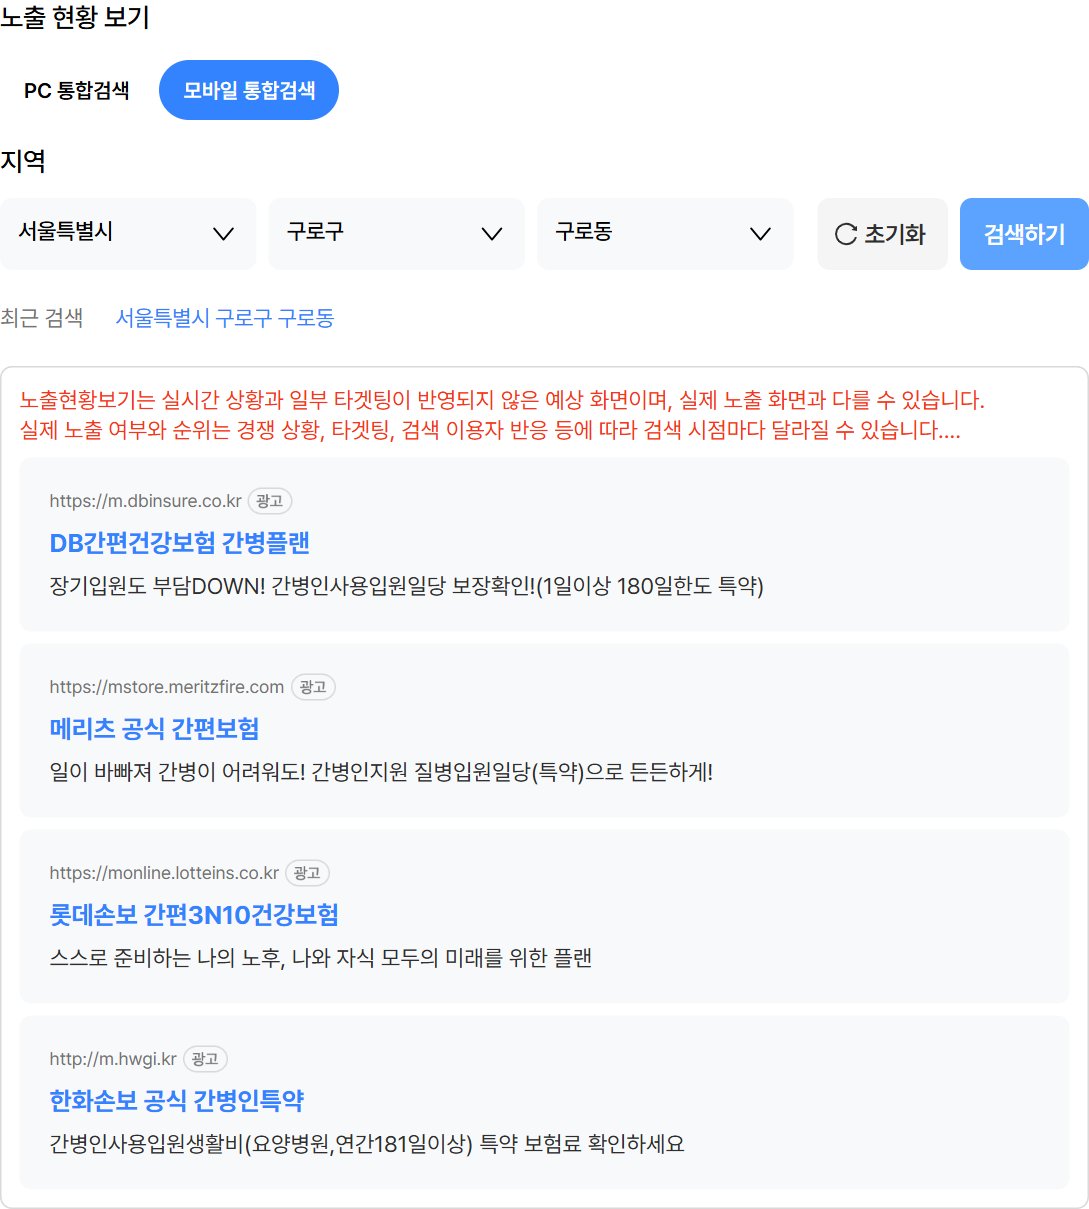 노출 현황 보기
PC 통합검색 모바일 통합검색
지역
서울특별시 구로구 구로동 초기화 검색하기
최근 검색 서울특별시 구로구 구로동
노출현황보기는 실시간 상황과 일부 타겟팅이 반영되지 않은 예상 화면이며, 실제 노출 화면과 다를 수 있습니다.
실제 노출 여부와 순위는 경쟁 상황, 타겟팅, 검색 이용자 반응 등에 따라 검색 시점마다 달라질 수 있습니다....
https://m.dbinsure.co.kr 광고
DB간편건강보험 간병플랜
장기입원도 부담DOWN! 간병인사용입원일당 보장확인!(1일이상 180일한도 특약)
https://mstore.meritzfire.com 광고
메리츠 공식 간편보험
일이 바빠져 간병이 어려워도! 간병인지원 질병입원일당(특약)으로 든든하게!
https://monline.lotteins.co.kr 광고
롯데손보 간편3N10건강보험
스스로 준비하는 나의 노후, 나와 자식 모두의 미래를 위한 플랜
http://m.hwgi.kr 광고
한화손보 공식 간병인특약
간병인사용입원생활비(요양병원,연간181일이상) 특약 보험료 확인하세요